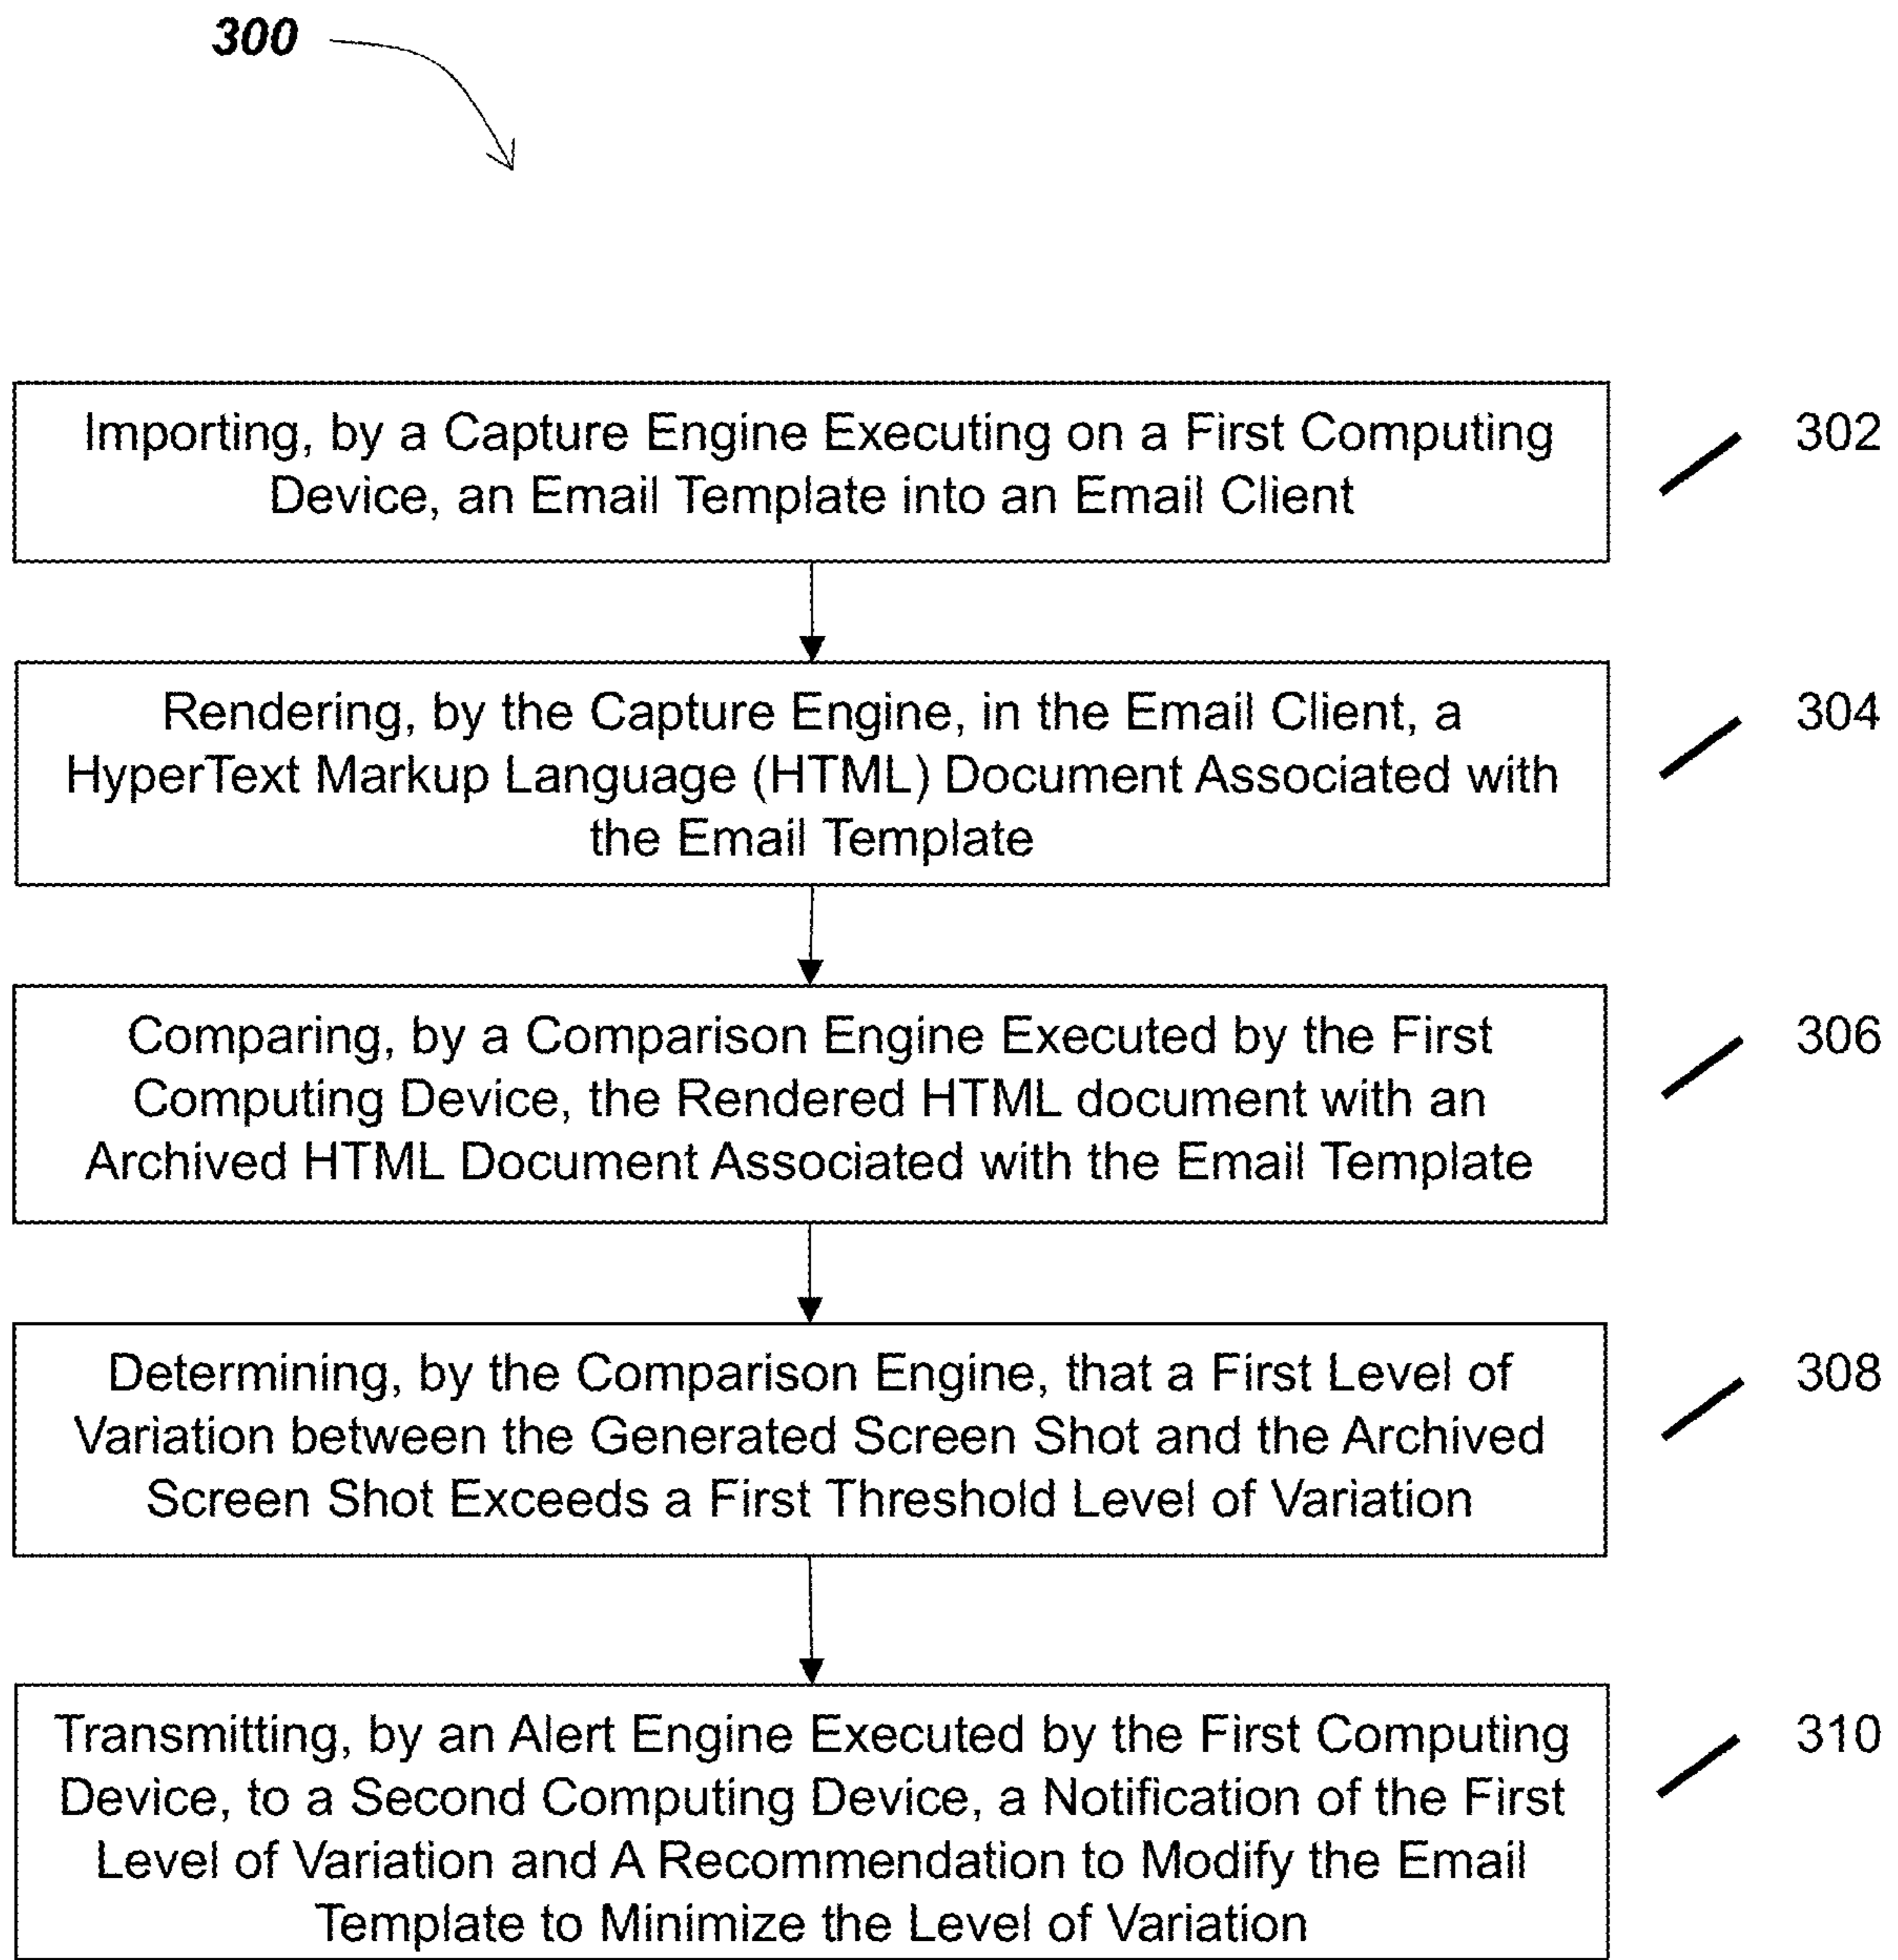 300
Importing, by a Capture Engine Executing on a First Computing
Device, an Email Template into an Email Client
302
Rendering, by the Capture Engine, in the Email Client, a
HyperText Markup Language (HTML) Document Associated with
the Email Template
304
Comparing, by a Comparison Engine Executed by the First
Computing Device, the Rendered HTML document with an
Archived HTML Document Associated with the Email Template
306
Determining, by the Comparison Engine, that a First Level of
Variation between the Generated Screen Shot and the Archived
Screen Shot Exceeds a First Threshold Level of Variation
308
Transmitting, by an Alert Engine Executed by the First Computing
Device, to a Second Computing Device, a Notification of the First
Level of Variation and A Recommendation to Modify the Email
Template to Minimize the Level of Variation
310